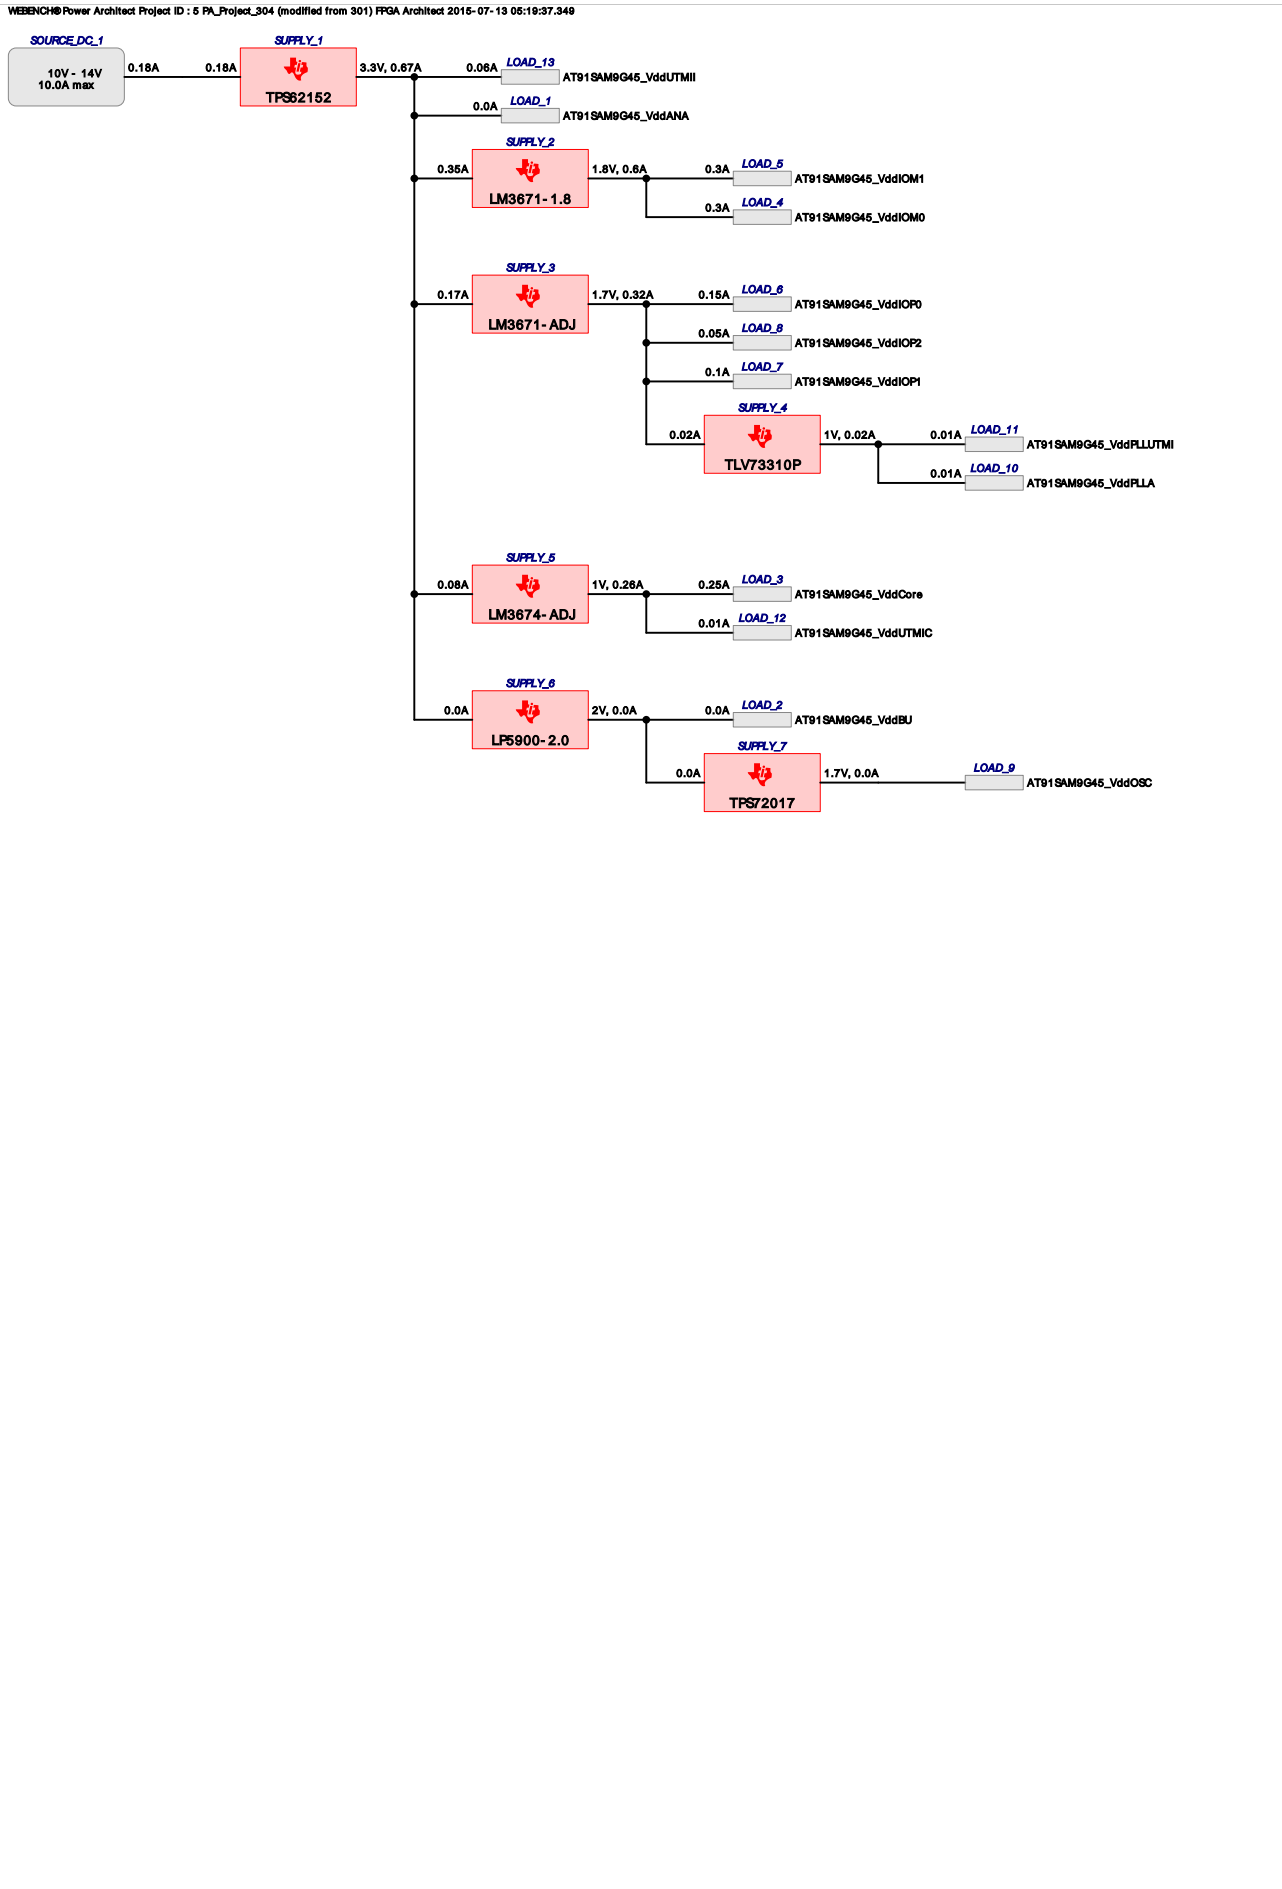 WEBENCH® Power Architect Project ID : 5 PA_Project_304 (modified from 301) FPGA Architect 2015-07-13 05:19:37.349
SOURCE_DC_1
10V - 14V
10.0A max
0.18A
0.18A
SUPPLY_1
TPS62152
3.3V, 0.67A
0.06A
LOAD_13
AT91SAM9G45_VddUTMII
0.0A
LOAD_1
AT91SAM9G45_VddANA
0.35A
SUPPLY_2
LM3671-1.8
1.8V, 0.6A
0.3A
LOAD_5
AT91SAM9G45_VddIOM1
0.3A
LOAD_4
AT91SAM9G45_VddIOM0
0.17A
SUPPLY_3
LM3671-ADJ
1.7V, 0.32A
0.15A
LOAD_6
AT91SAM9G45_VddIOP0
0.05A
LOAD_8
AT91SAM9G45_VddIOP2
0.1A
LOAD_7
AT91SAM9G45_VddIOP1
0.02A
SUPPLY_4
TLV73310P
1V, 0.02A
0.01A
LOAD_11
AT91SAM9G45_VddPLLUTMI
0.01A
LOAD_10
AT91SAM9G45_VddPLLA
0.08A
SUPPLY_5
LM3674-ADJ
1V, 0.26A
0.25A
LOAD_3
AT91SAM9G45_VddCore
0.01A
LOAD_12
AT91SAM9G45_VddUTMIC
0.0A
SUPPLY_6
LP5900-2.0
2V, 0.0A
0.0A
LOAD_2
AT91SAM9G45_VddBU
0.0A
SUPPLY_7
TPS72017
1.7V, 0.0A
LOAD_9
AT91SAM9G45_VddOSC